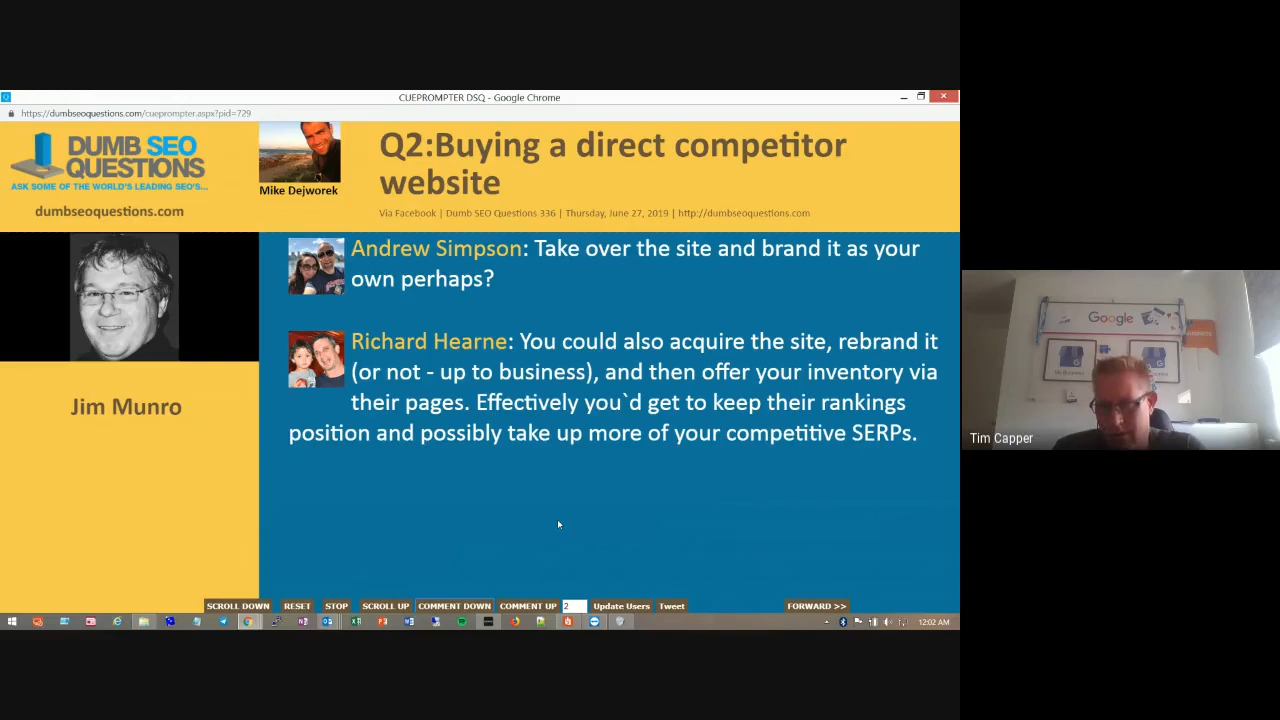 CUEPROMPTER DSQ - Google Chrome
https://dumbseoquestions.com/cueprompter.aspx?pid=729
DUMB SEO
QUESTIONS
ASK SOME OF THE WORLD'S LEADING SEO'S...
dumbseoquestions.com
Mike Dejworek
Q2:Buying a direct competitor
website
Via Facebook | Dumb SEO Questions 336 | Thursday, June 27, 2019 | http://dumbseoquestions.com
Jim Munro
Andrew Simpson: Take over the site and brand it as your
own perhaps?
Richard Hearne: You could also acquire the site, rebrand it
(or not - up to business), and then offer your inventory via
their pages. Effectively you`d get to keep their rankings
position and possibly take up more of your competitive SERPs.
Google
Tim Capper
SCROLL DOWN RESET STOP SCROLL UP COMMENT DOWN COMMENT UP 2 Update Users Tweet FORWARD >>
12:02 AM